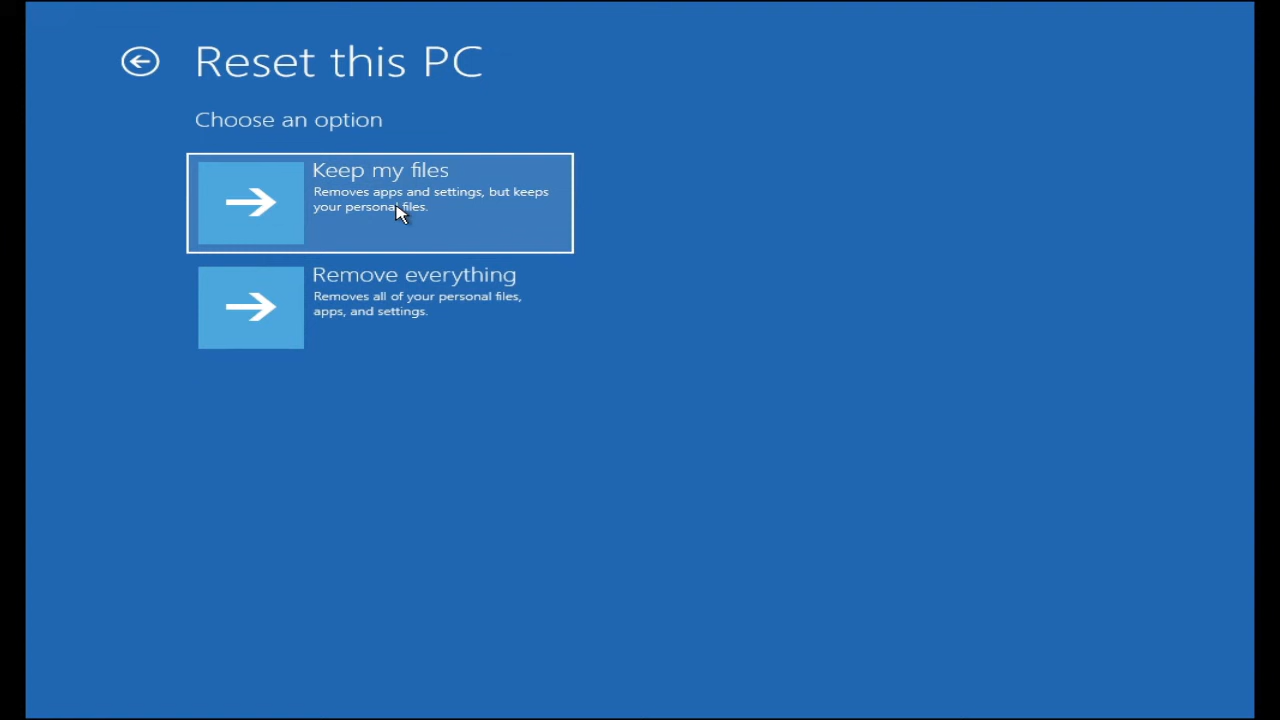 Reset this PC
Choose an option
Keep my files
Removes apps and settings, but keeps
your personal files.
Remove everything
Removes all of your personal files,
apps, and settings.